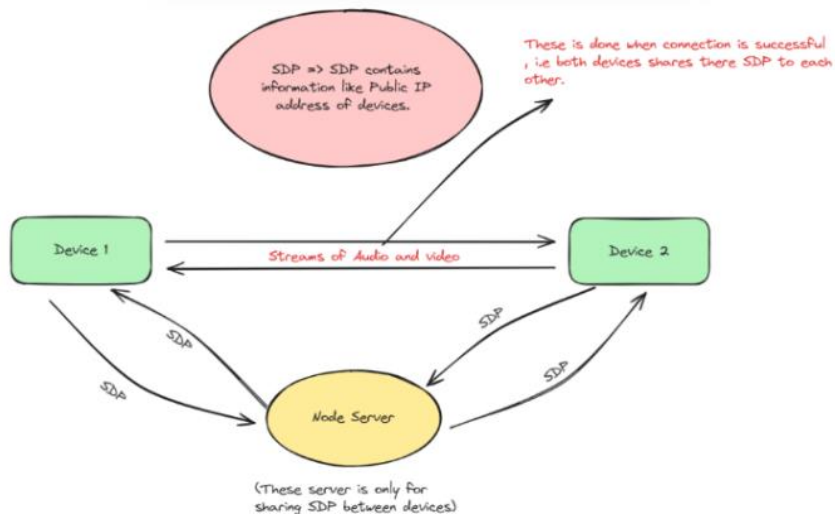 SDP => SDP contains
information like Public IP
address of devices.
These is done when connection is successful
, i.e both devices shares there SDP to each
other.
Device 1
Streams of Audio and video
Device 2
SDP
SDP
SDP
SDP
Node Server
(These server is only for
sharing SDP between devices)